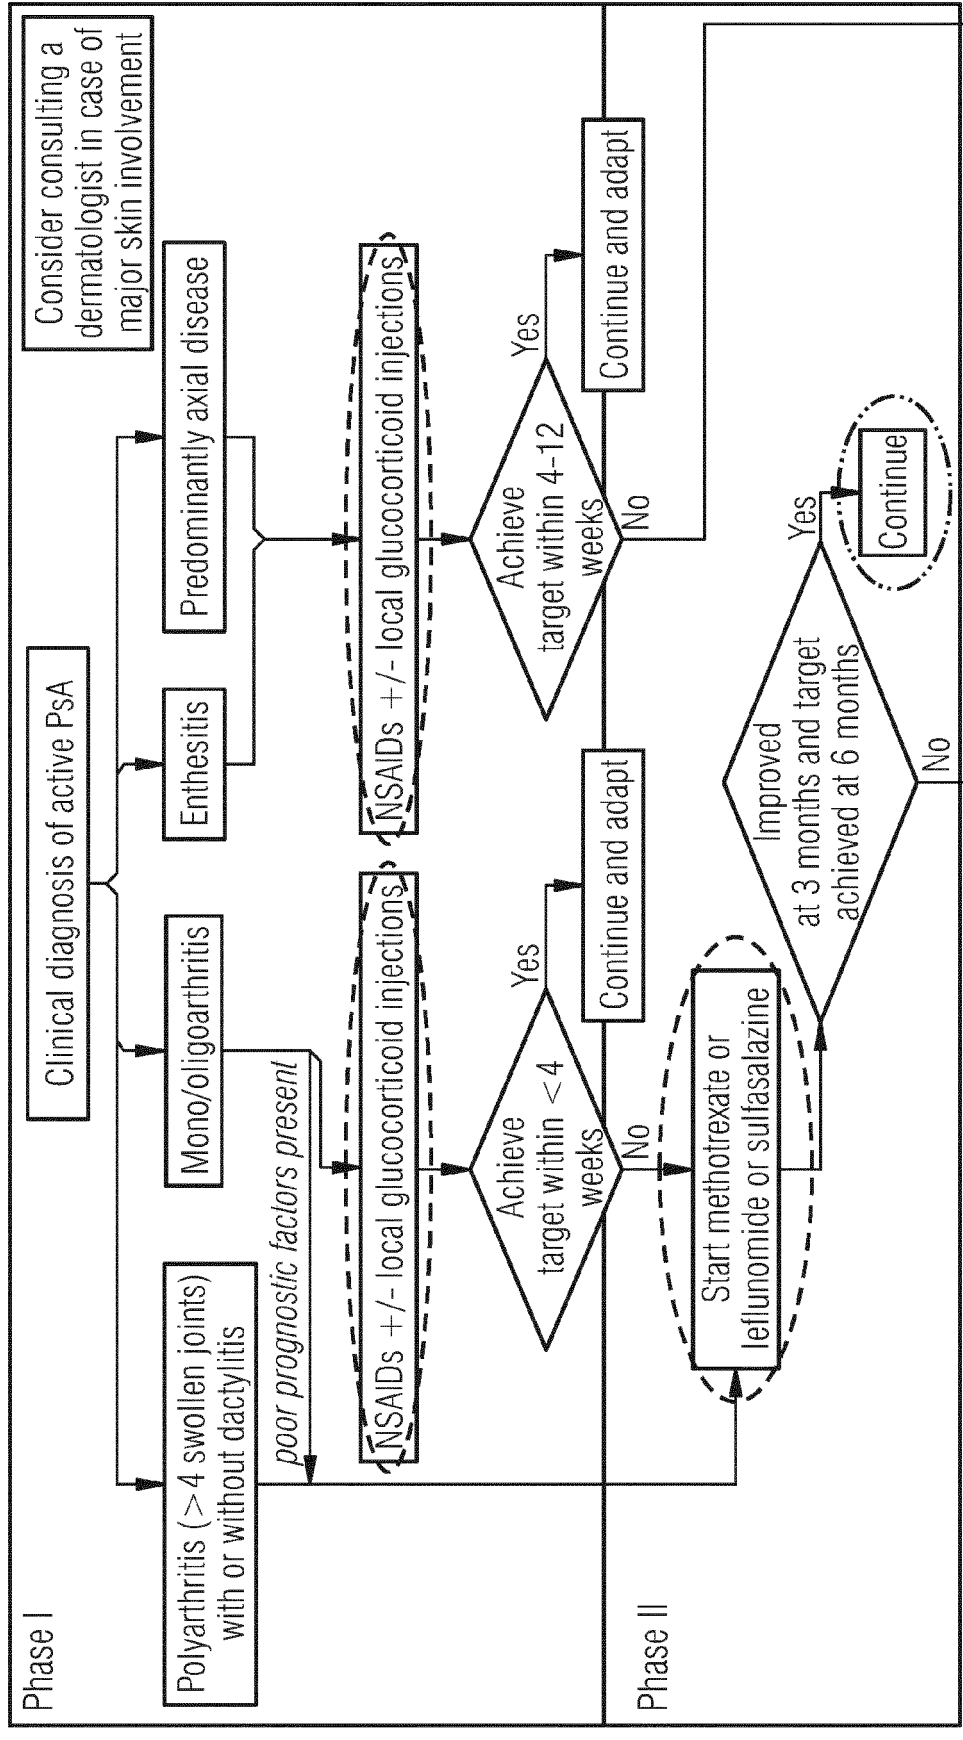 Phase I
Clinical diagnosis of active PsA
Consider consulting a
dermatologist in case of
major skin involvement
Polyarthritis (>4 swollen joints)
with or without dactylitis
Mono/oligoarthritis
Enthesitis
Predominantly axial disease
poor prognostic factors present
NSAIDs +/- local glucocorticoid injections
NSAIDs +/- local glucocorticoid injections
Achieve
target within <4
weeks
Yes
No
Continue and adapt
Achieve
target within 4-12
weeks
Yes
No
Continue and adapt
Phase II
Start methotrexate or
leflunomide or sulfasalazine
Improved
at 3 months and target
achieved at 6 months
Yes
No
Continue